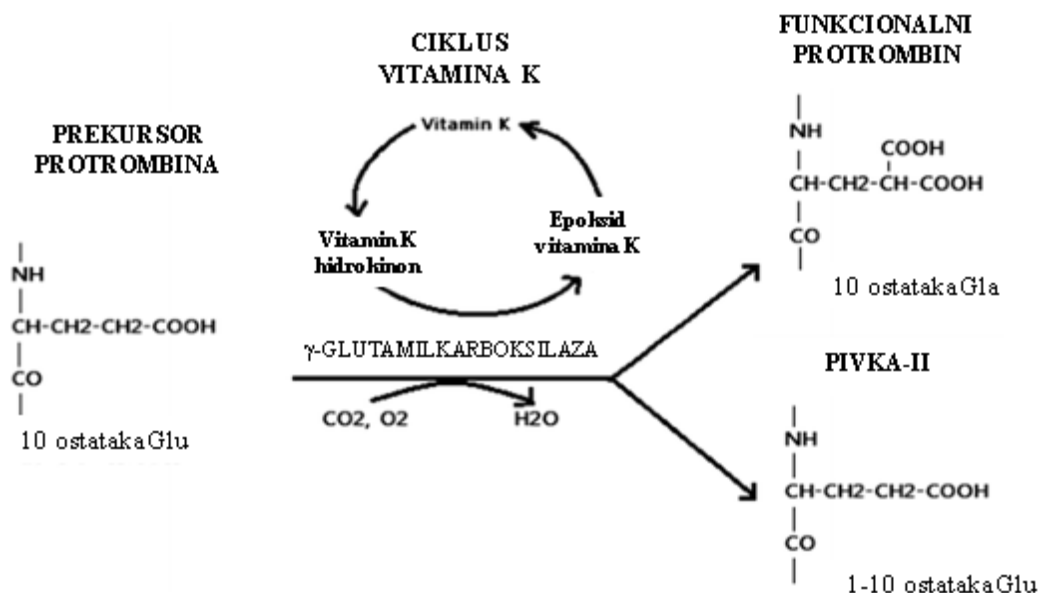 CIKLUS
VITAMINA K
Vitamin K
Vitamin K
hidrokinon
Epoksid
vitamina K
PREKURSOR
PROTROMBINA
NH
CH-CH2-CH2-COOH
CO
10 ostataka Glu
γ-GLUTAMILKARBOKSILAZA
CO2, O2
H2O
FUNKCIONALNI
PROTROMBIN
NH
COOH
CH-CH2-CH-COOH
CO
10 ostataka Gla
PIVKA-II
NH
CH-CH2-CH2-COOH
CO
1-10 ostataka Glu